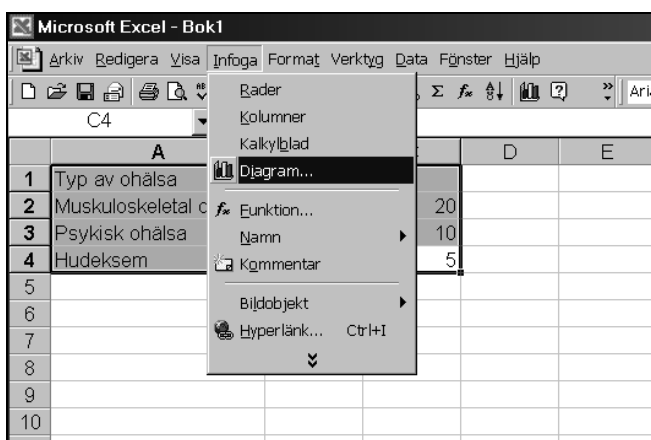 Microsoft Excel - Bok1
Arkiv Redigera Visa Infoga Format Verktyg Data Fönster Hjälp
Σ fx
C4
Rader
Kolumner
Kalkylblad
Diagram...
Funktion...
Namn
Kommentar
Bildobjekt
Hyperlänk... Ctrl+I
A D E
1 Typ av ohälsa
2 Muskuloskeletal 20
3 Psykisk ohälsa 10
4 Hudeksem 5
5
6
7
8
9
10